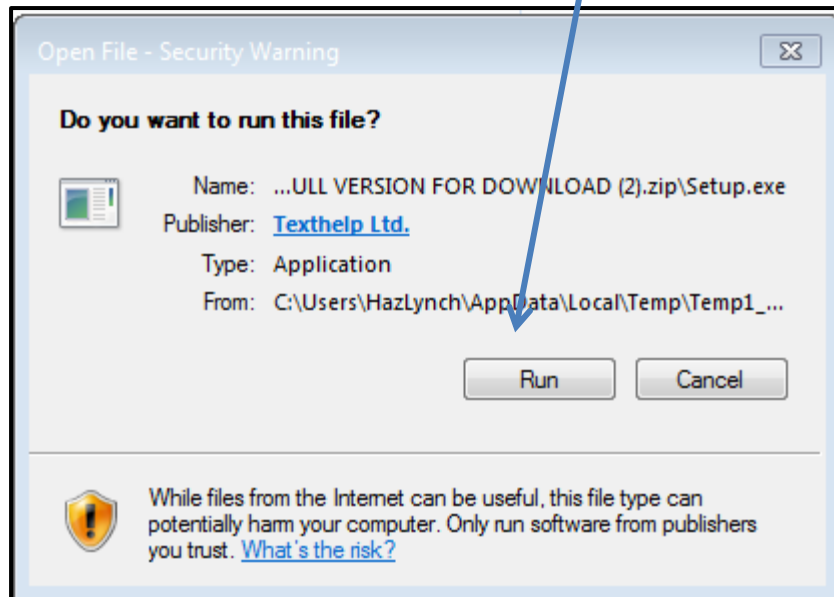 Open File - Security Warning
Do you want to run this file?
Name: ...ULL VERSION FOR DOWNLOAD (2).zip\Setup.exe
Publisher: Texthelp Ltd.
Type: Application
From: C:\Users\HazLynch\AppData\Local\Temp\Temp1_...
Run Cancel
While files from the Internet can be useful, this file type can
potentially harm your computer. Only run software from publishers
you trust. What's the risk?